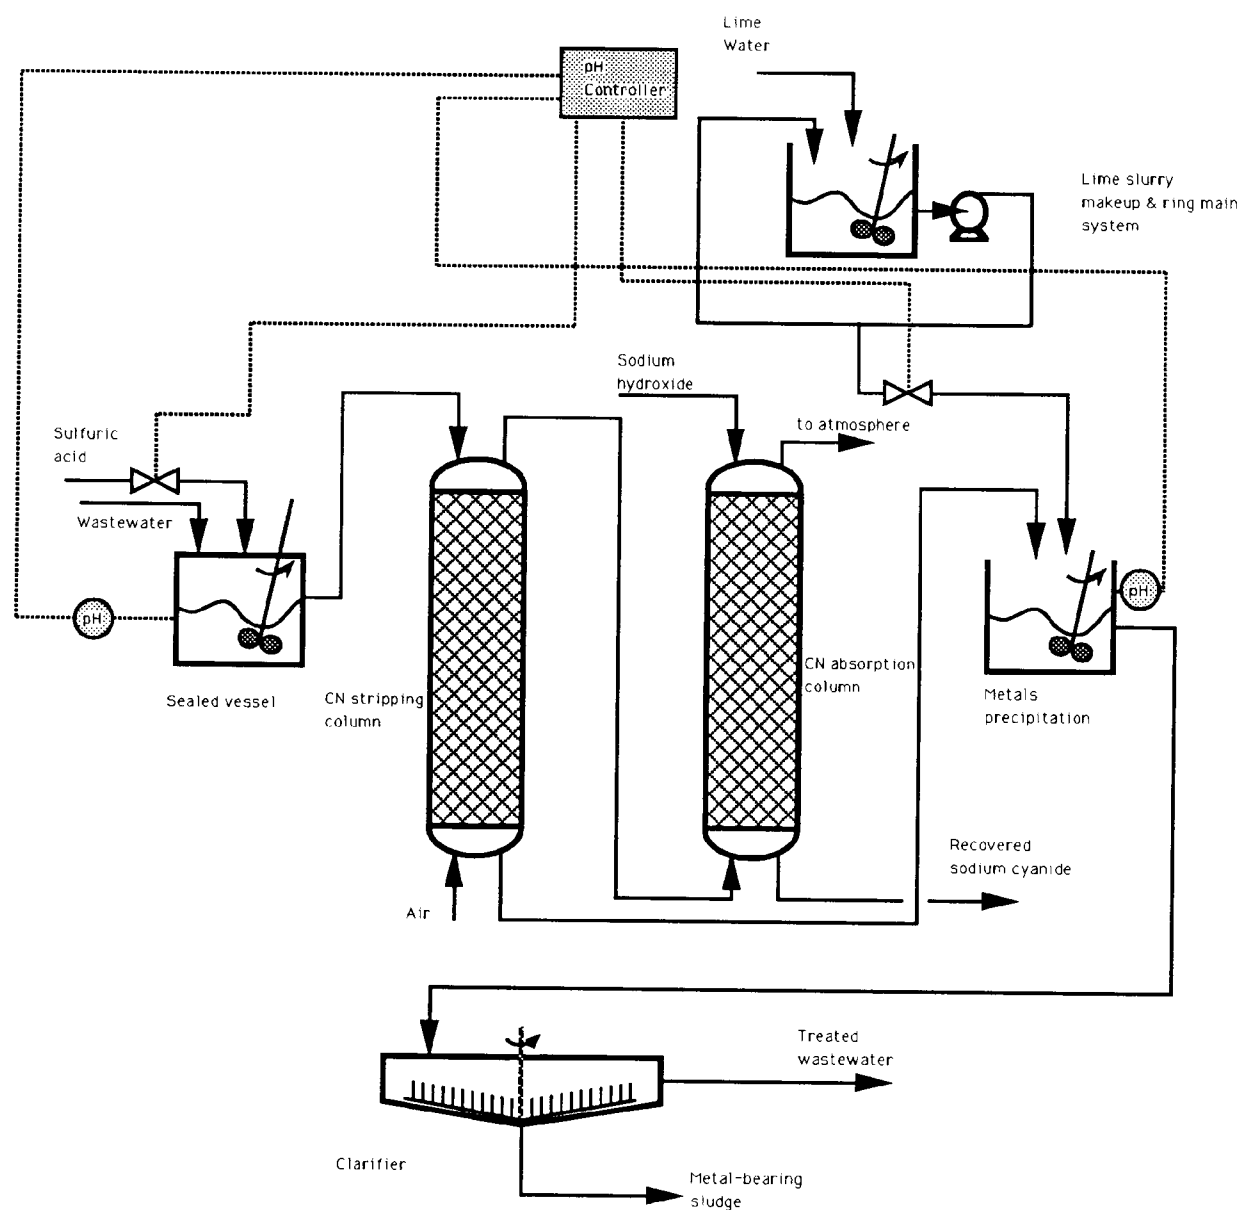 Lime
Water
pH
Controller
Lime slurry
makeup & ring main
system
Sodium
hydroxide
to atmosphere
Sulfuric
acid
Wastewater
pH
pH
CN absorption
column
Sealed vessel
CN stripping
column
Metals
precipitation
Recovered
sodium cyanide
Air
Treated
wastewater
Clarifier
Metal-bearing
sludge